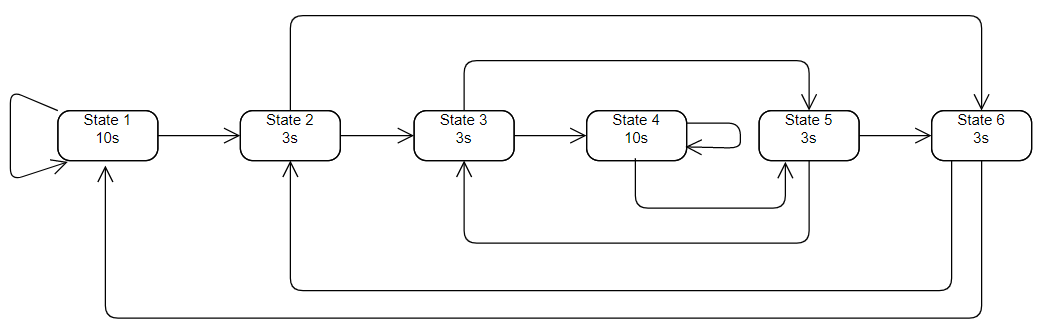 State 1
10s
State 2
3s
State 3
3s
State 4
10s
State 5
3s
State 6
3s